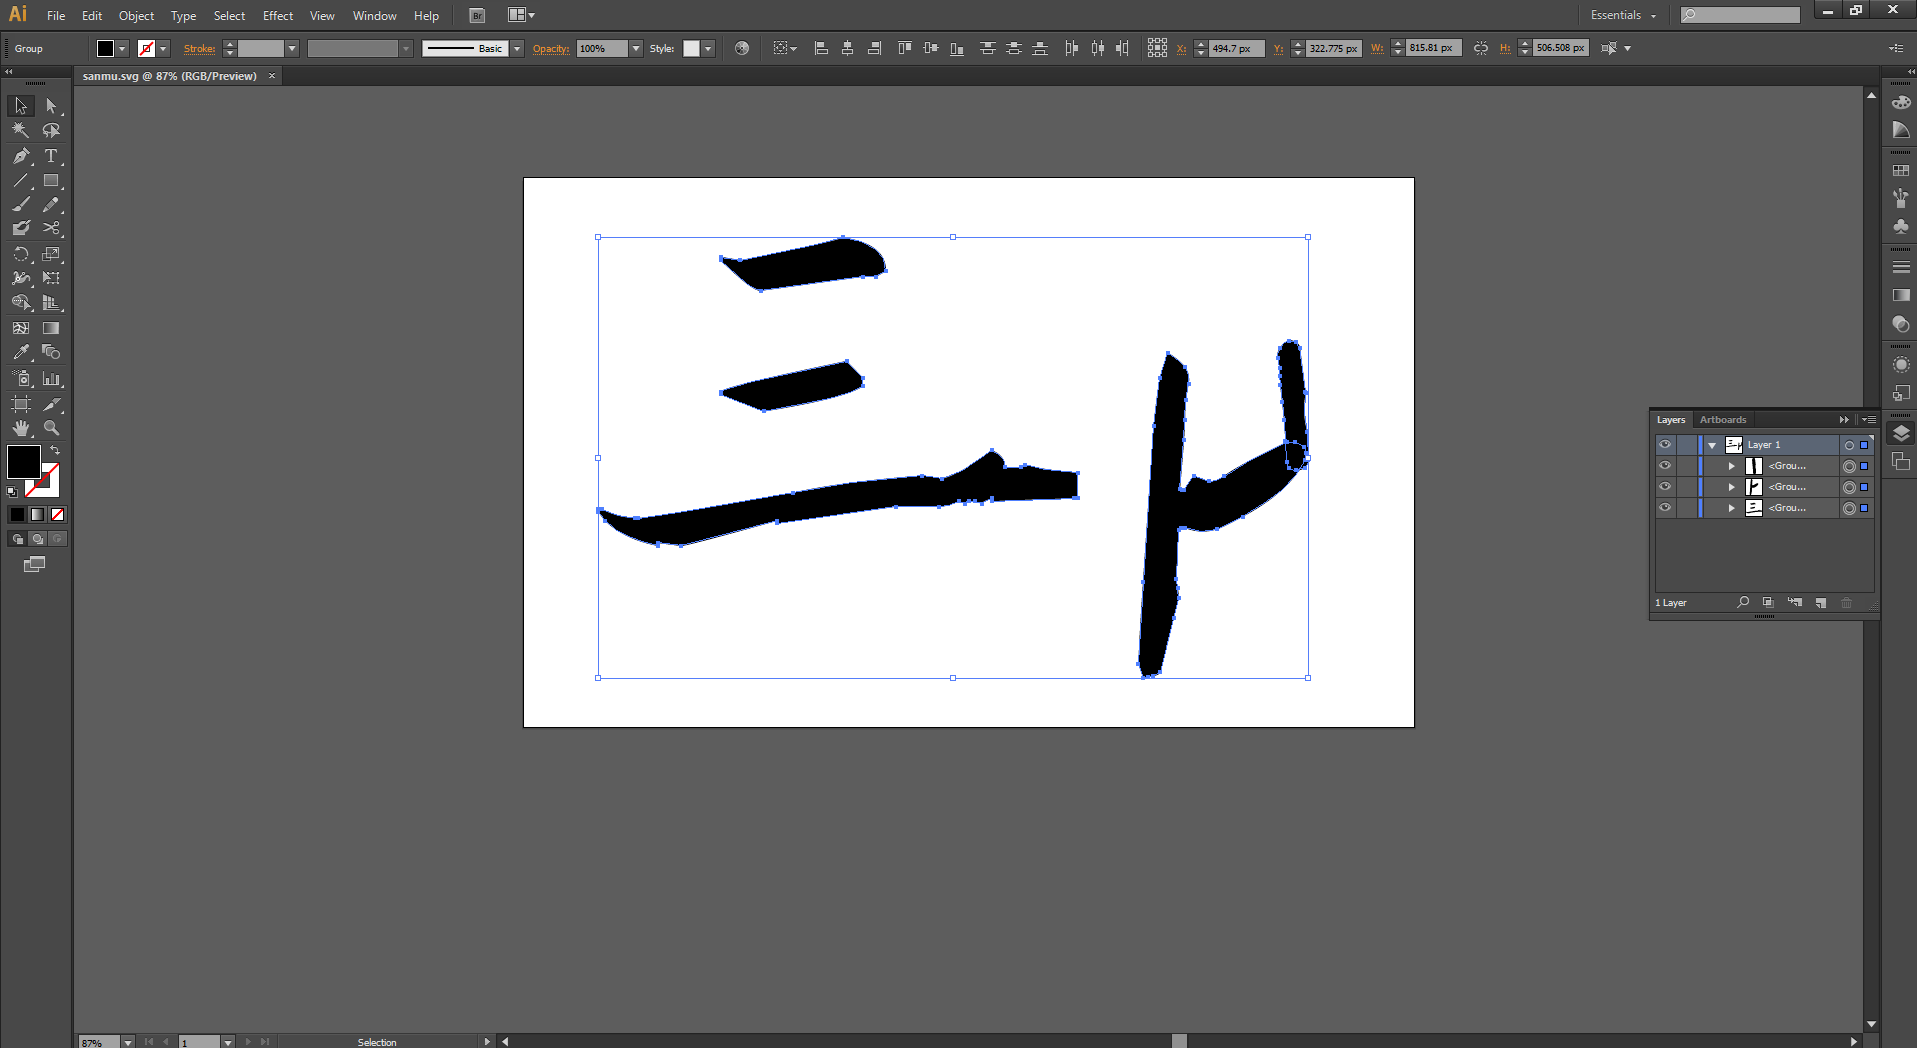 Ai File Edit Object Type Select Effect View Window Help Br Essentials
Group Stroke: Basic Opacity: 100% Style: X: 494.7 px Y: 322.775 px W: 815.81 px H: 506.508 px
sanmu.svg @ 87% (RGB/Preview) ×
三
Layers Artboards
Layer 1
<Grou...
<Grou...
<Grou...
1 Layer
87% 1 Selection